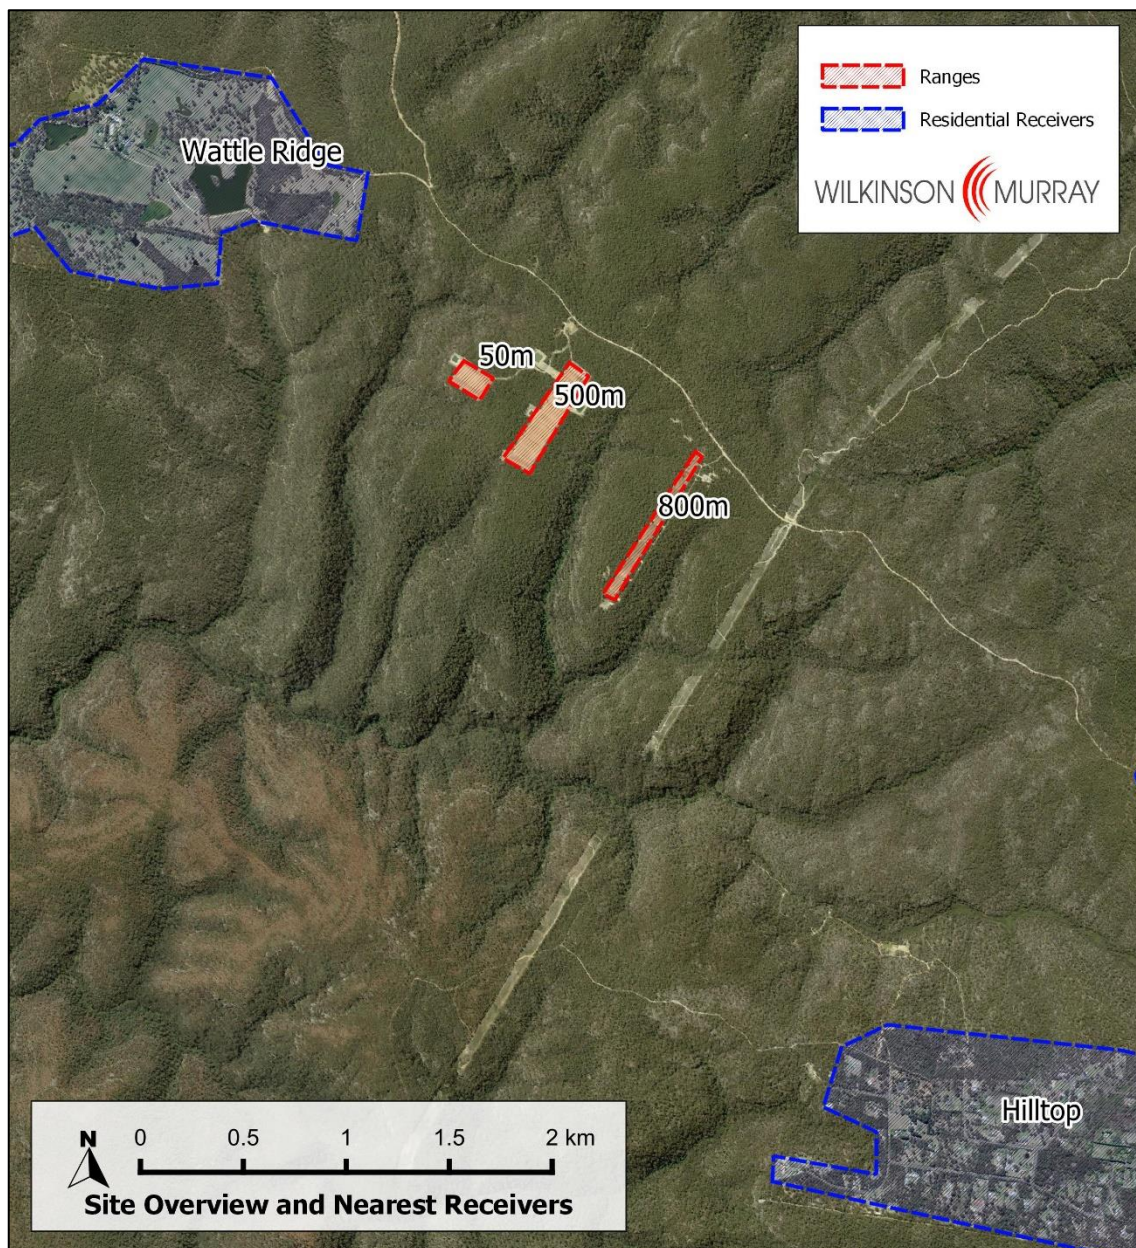 Ranges
Residential Receivers
WILKINSON MURRAY
Wattle Ridge
50m
500m
800m
Hilltop
N 0 0.5 1 1.5 2 km
Site Overview and Nearest Receivers